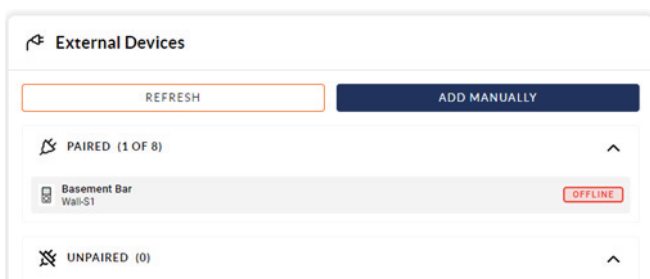 External Devices
REFRESH
ADD MANUALLY
PAIRED (1 OF 8)
Basement Bar
Wall-S1
OFFLINE
UNPAIRED (0)